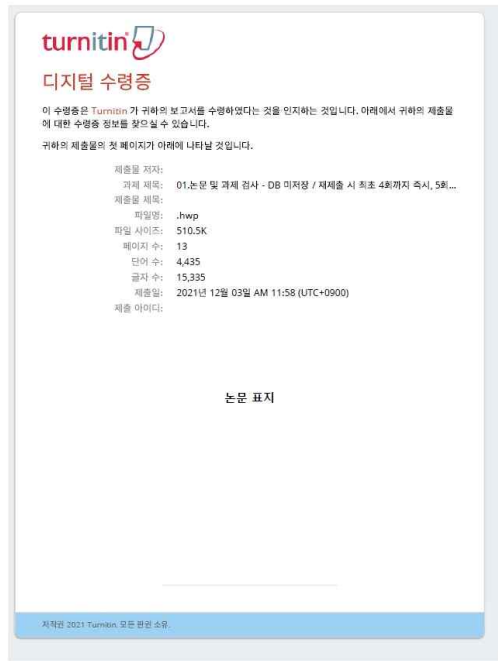 turnitin
디지털 수령증
이 수령증은 Turnitin 가 귀하의 보고서를 수령하였다는 것을 인지하는 것입니다. 아래에서 귀하의 제출물
에 대한 수령증 정보를 찾으실 수 있습니다.
귀하의 제출물의 첫 페이지가 아래에 나타날 것입니다.
제출물 저자:
과제 제목: 01.논문 및 과제 검사 - DB 미저장 / 재제출 시 최초 4회까지 즉시, 5회...
제출물 제목:
파일명: .hwp
파일 사이즈: 510.5K
페이지 수: 13
단어 수: 4,435
글자 수: 15,335
제출일: 2021년 12월 03일 AM 11:58 (UTC+0900)
제출 아이디:
논문 표지
저작권 2021 Turnitin. 모든 판권 소유.